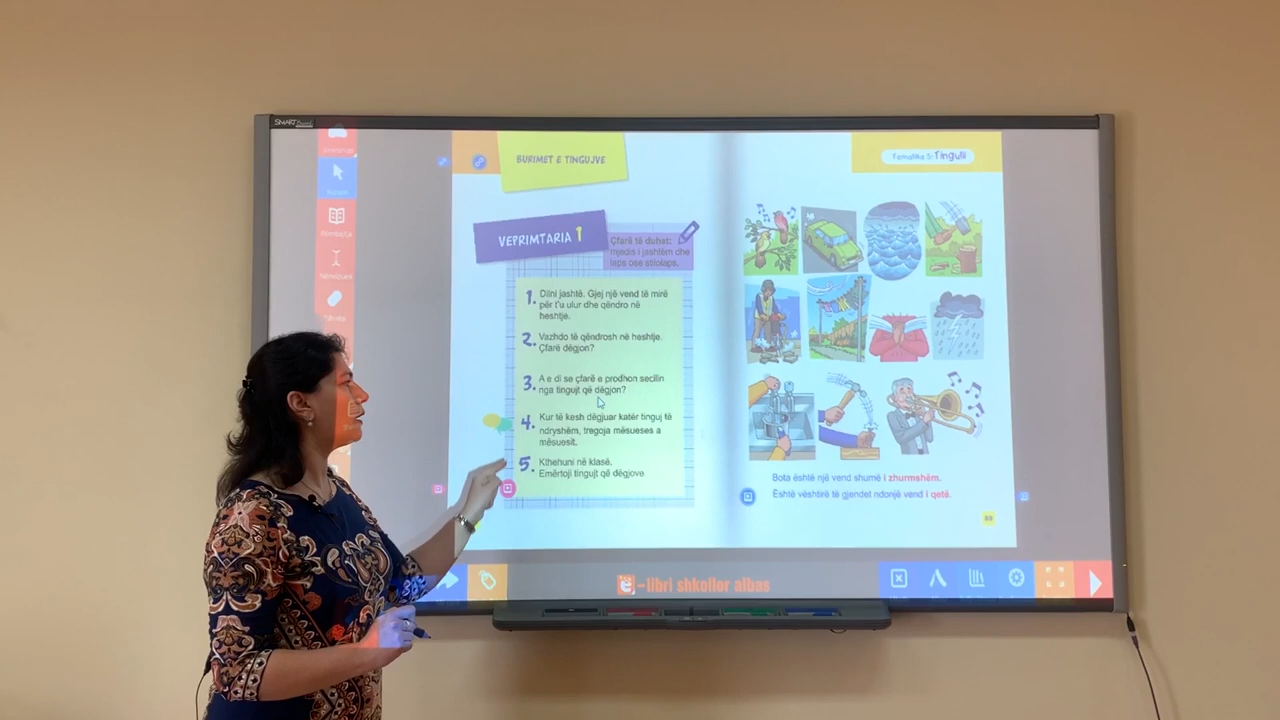 SMART
BURIMET E TINGUJVE
Tematika 5: Tingulli
VEPRIMTARIA 1
Çfarë të duhet:
mjedis i jashtëm dhe
laps ose stilolaps.
1. Dilni jashtë. Gjej një vend të mirë
për t'u ulur dhe qëndro në
heshtje.
2. Vazhdo të qëndrosh në heshtje.
Çfarë dëgjon?
3. A e di se çfarë e prodhon secilin
nga tingujt që dëgjon?
4. Kur të kesh dëgjuar katër tinguj të
ndryshëm, tregoja mësueses a
mësuesit.
5. Kthehuni në klasë.
Emërtoji tingujt që dëgjove
Bota është një vend shumë i zhurmshëm.
Është vështirë të gjendet ndonjë vend i qetë.
e-libri shkollor albas